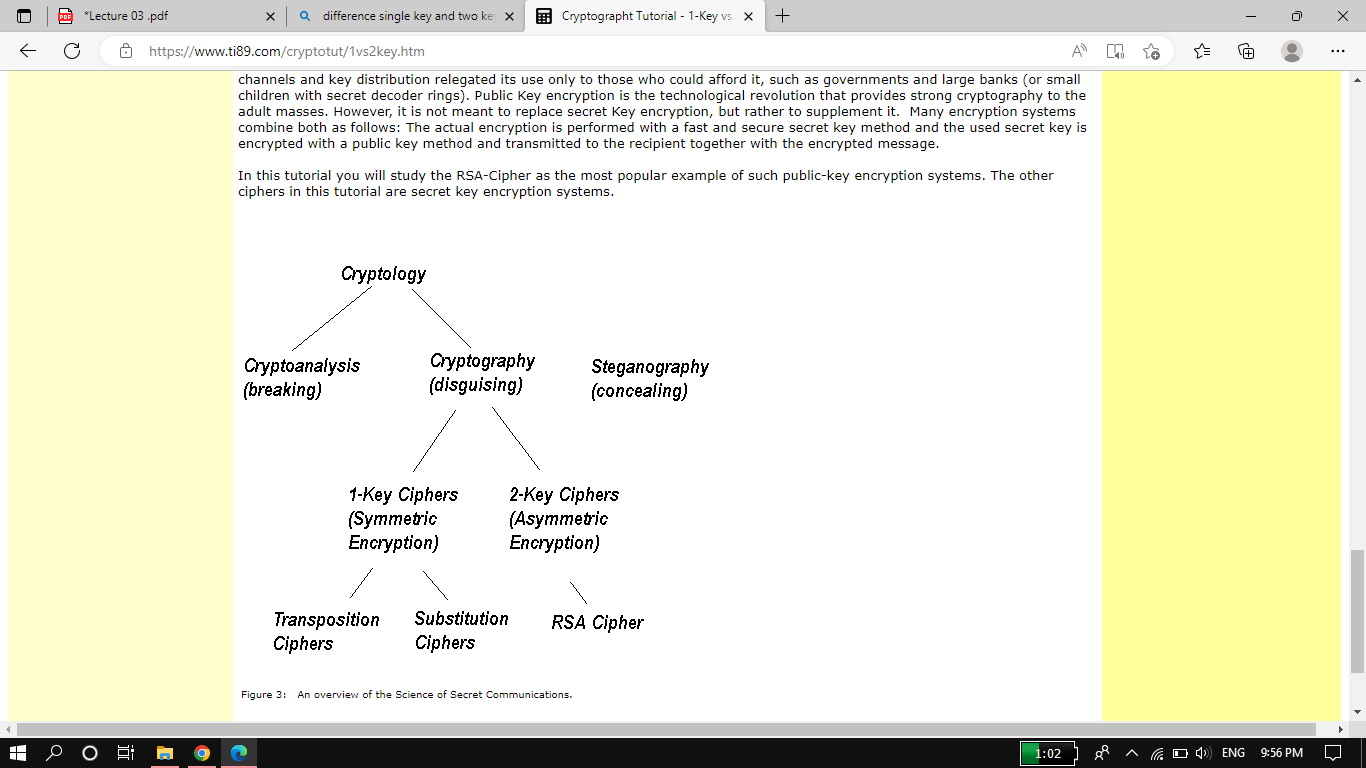 *Lecture 03 .pdf
difference single key and two ke
Cryptographt Tutorial - 1-Key vs.
https://www.ti89.com/cryptotut/1vs2key.htm
channels and key distribution relegated its use only to those who could afford it, such as governments and large banks (or small
children with secret decoder rings). Public Key encryption is the technological revolution that provides strong cryptography to the
adult masses. However, it is not meant to replace secret Key encryption, but rather to supplement it.  Many encryption systems
combine both as follows: The actual encryption is performed with a fast and secure secret key method and the used secret key is
encrypted with a public key method and transmitted to the recipient together with the encrypted message.
In this tutorial you will study the RSA-Cipher as the most popular example of such public-key encryption systems. The other
ciphers in this tutorial are secret key encryption systems.
Cryptology
Cryptoanalysis
(breaking)
Cryptography
(disguising)
Steganography
(concealing)
1-Key Ciphers
(Symmetric
Encryption)
2-Key Ciphers
(Asymmetric
Encryption)
Transposition
Ciphers
Substitution
Ciphers
RSA Cipher
Figure 3:   An overview of the Science of Secret Communications.
1:02
ENG
9:56 PM